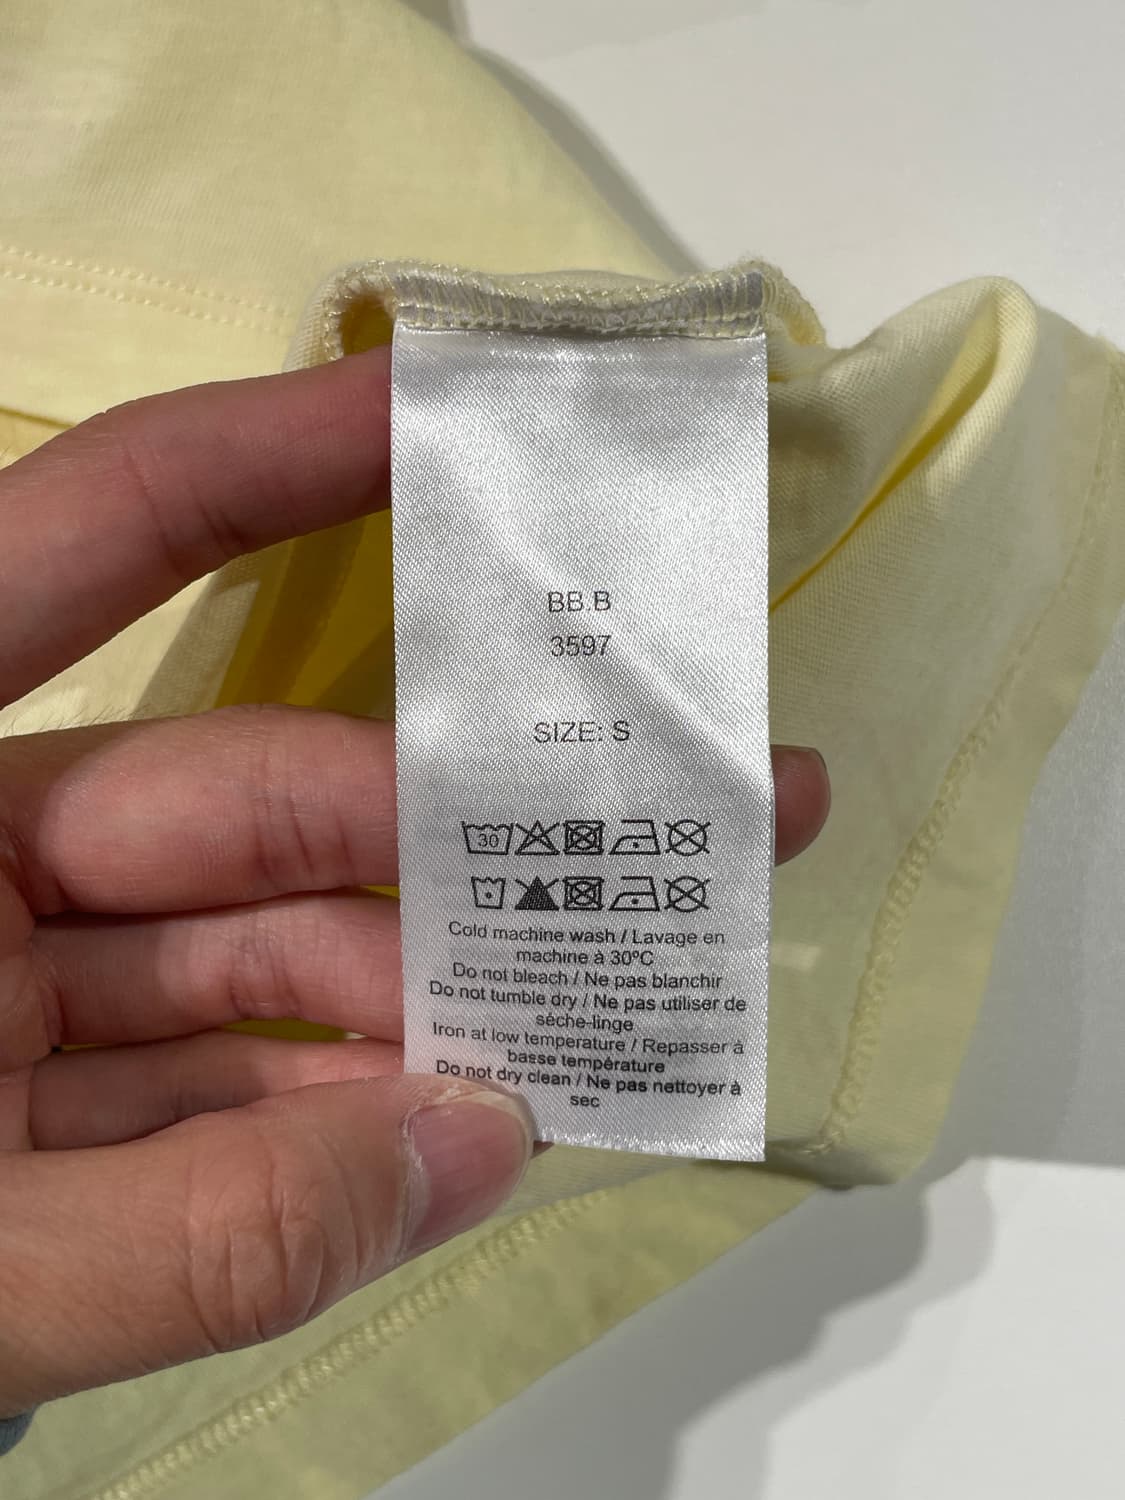 BB.B
3597
SIZE: S
30
Cold machine wash / Lavage en
machine à 30ºC
Do not bleach / Ne pas blanchir
Do not tumble dry / Ne pas utiliser de
séche-linge
Iron at low temperature / Repasser à
basse température
Do not dry clean / Ne pas nettoyer à
sec